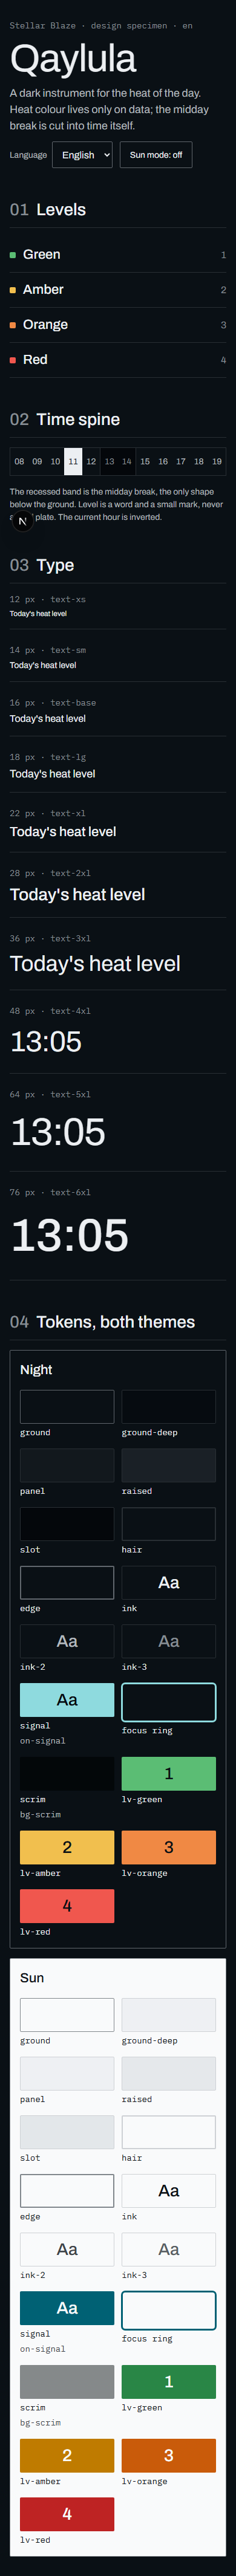 Stellar Blaze · design specimen · en
Qaylula
A dark instrument for the heat of the day.
Heat colour lives only on data; the midday
break is cut into time itself.
Language English Sun mode: off
01 Levels
Green 1
Amber 2
Orange 3
Red 4
02 Time spine
08 09 10 11 12 13 14 15 16 17 18 19
The recessed band is the midday break, the only shape
below the ground. Level is a word and a small mark, never
plate. The current hour is inverted.
N
03 Type
12 px · text-xs
Today's heat level
14 px · text-sm
Today's heat level
16 px · text-base
Today's heat level
18 px · text-lg
Today's heat level
22 px · text-xl
Today's heat level
28 px · text-2xl
Today's heat level
36 px · text-3xl
Today's heat level
48 px · text-4xl
13:05
64 px · text-5xl
13:05
76 px · text-6xl
13:05
04 Tokens, both themes
Night
ground ground-deep
panel raised
slot hair
Aa
edge ink
Aa Aa
ink-2 ink-3
Aa
signal focus ring
on-signal
1
scrim lv-green
bg-scrim
2 3
lv-amber lv-orange
4
lv-red
Sun
ground ground-deep
panel raised
slot hair
Aa
edge ink
Aa Aa
ink-2 ink-3
Aa
signal focus ring
on-signal
1
scrim lv-green
bg-scrim
2 3
lv-amber lv-orange
4
lv-red